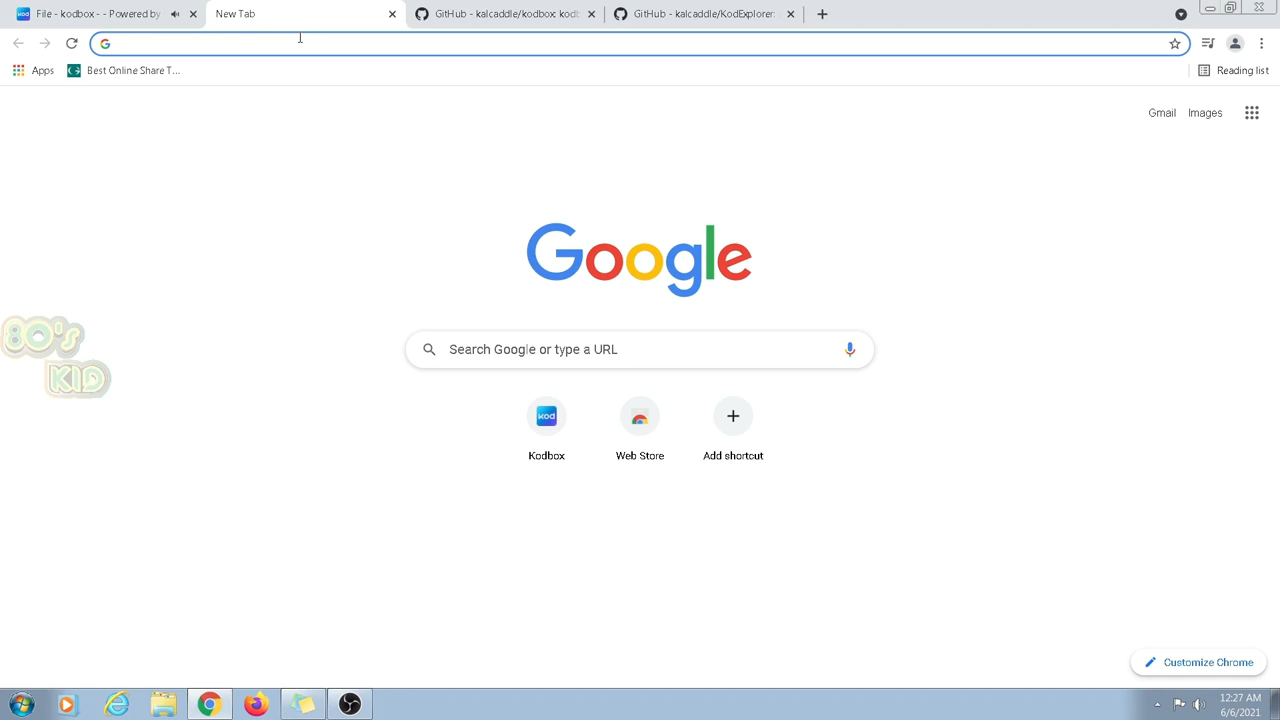 File - kodbox - - Powered by
New Tab
GitHub - kalcaddle/kodbox: kodb
GitHub - kalcaddle/KodExplorer:
Apps
Best Online Share T...
Reading list
Gmail
Images
Google
80's
KID
Search Google or type a URL
kod
Kodbox
Web Store
Add shortcut
Customize Chrome
12:27 AM
6/6/2021